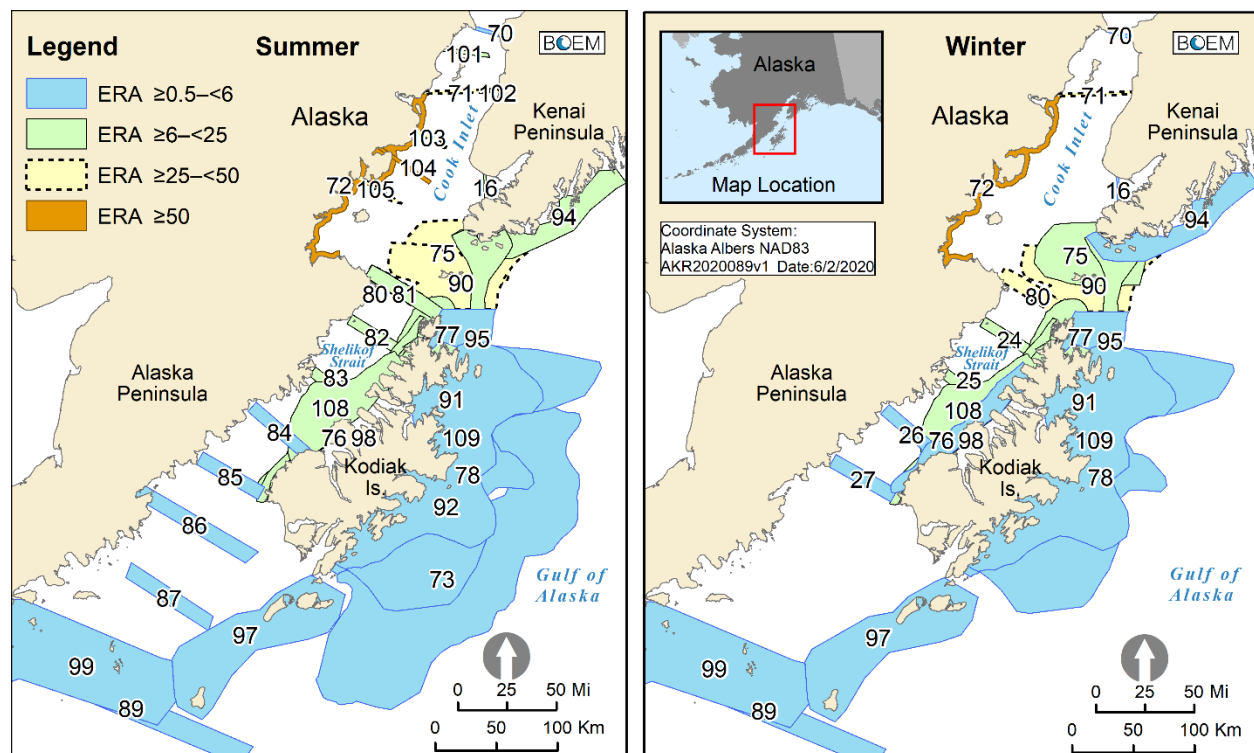 Legend
Summer
BOEM
ERA ≥0.5–<6
ERA ≥6–<25
ERA ≥25–<50
ERA ≥50
Alaska
Kenai
Peninsula
Cook Inlet
70
101
71
102
103
104
72
105
16
94
75
90
80
81
82
77
95
Shelikof
Strait
83
Alaska
Peninsula
108
91
84
76
98
109
Kodiak
Is.
78
85
92
86
73
87
Gulf of
Alaska
97
99
89
0 25 50 Mi
0 50 100 Km
Winter
BOEM
Alaska
Map Location
Coordinate System:
Alaska Albers NAD83
AKR2020089v1 Date:6/2/2020
Alaska
Kenai
Peninsula
Cook Inlet
70
71
72
16
94
75
90
80
24
77
95
Shelikof
Strait
25
Alaska
Peninsula
108
91
26
76
98
109
Kodiak
Is.
78
27
Gulf of
Alaska
97
99
89
0 25 50 Mi
0 50 100 Km